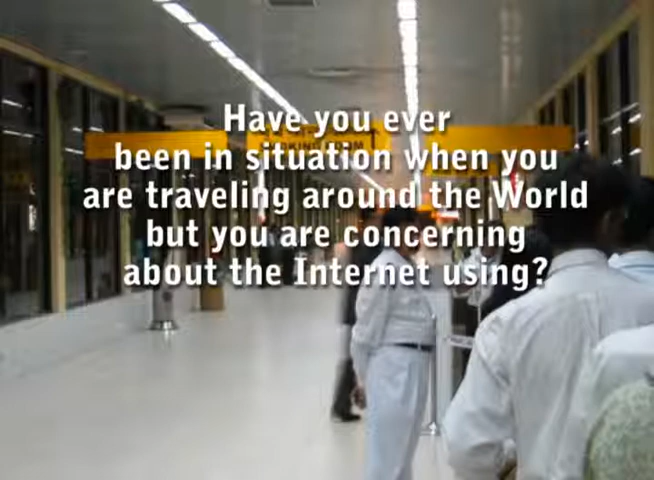 Have you ever
been in situation when you
are traveling around the World
but you are concerning
about the Internet using?